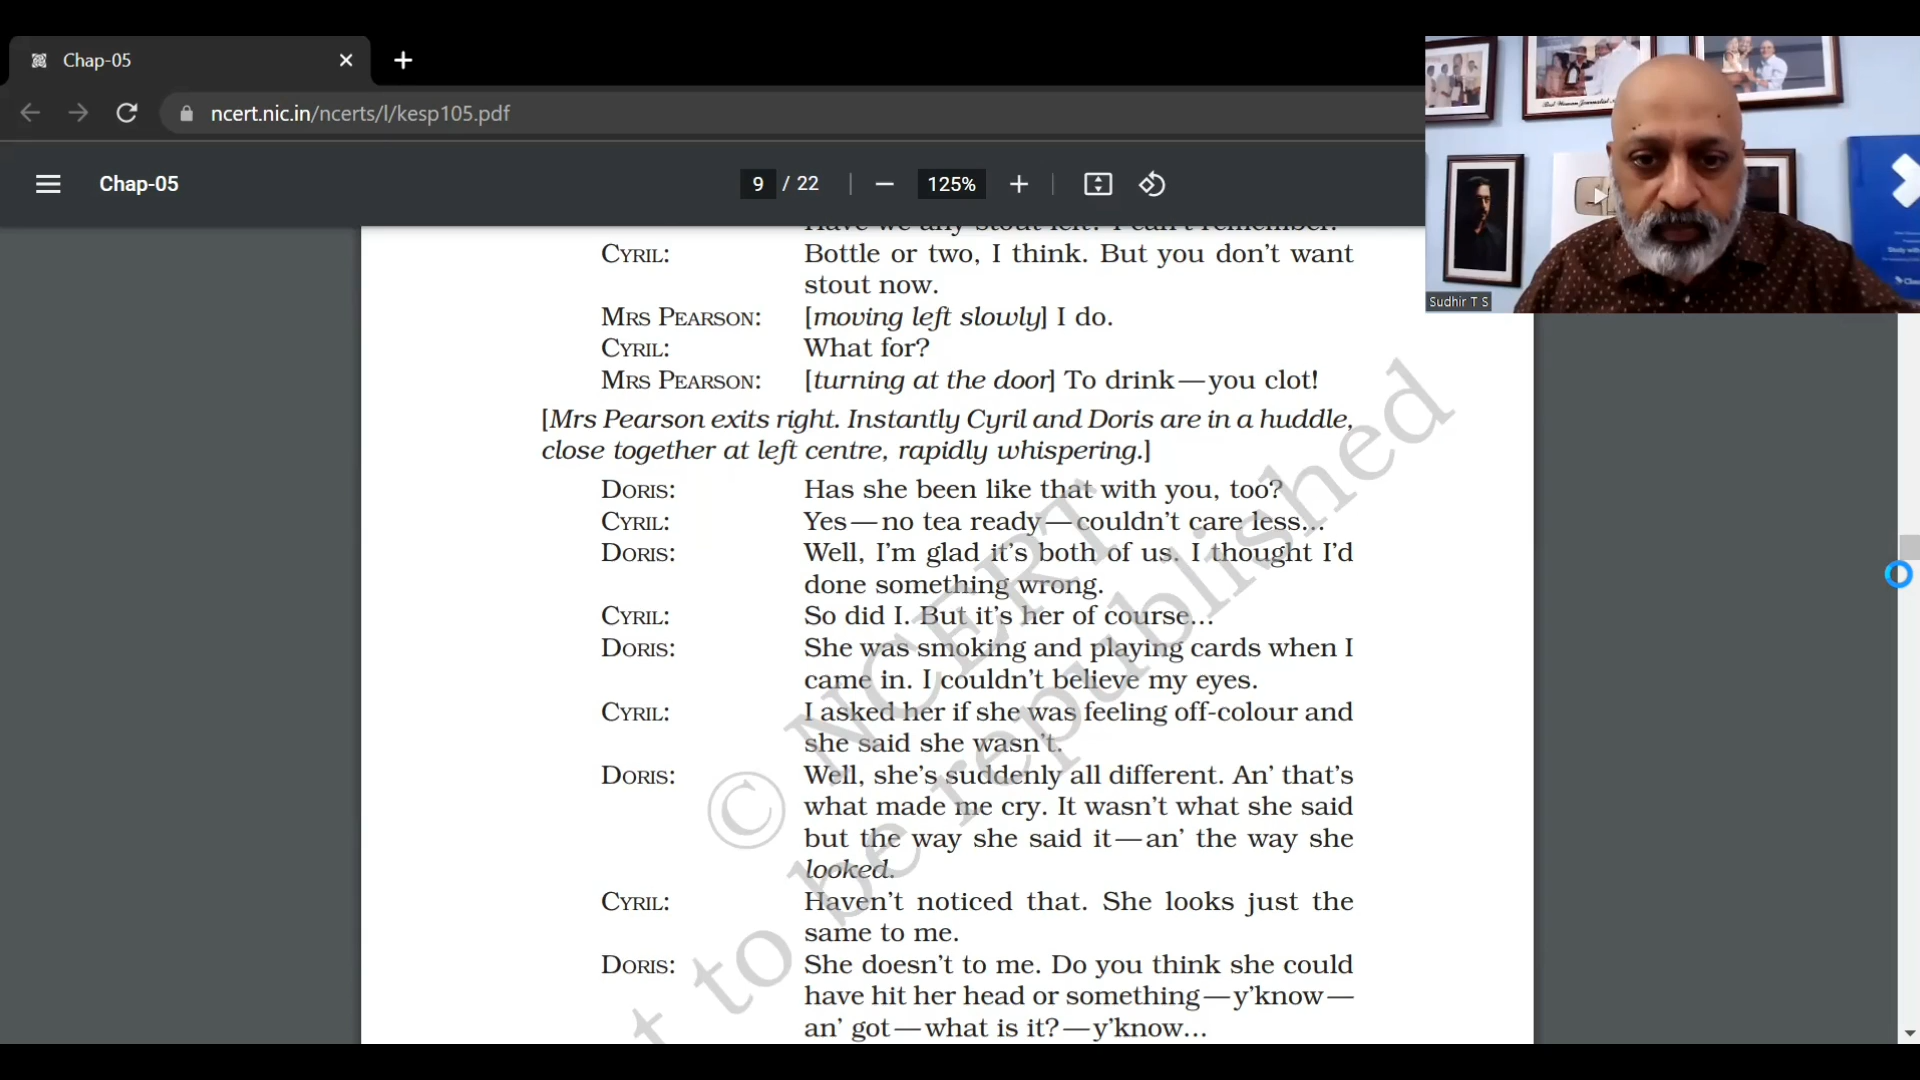 Chap-05
ncert.nic.in/ncerts/l/kesp105.pdf
Chap-05
9 / 22
125%
Have we any stout left? I can't remember.
CYRIL: Bottle or two, I think. But you don't want
stout now.
MRS PEARSON: [moving left slowly] I do.
CYRIL: What for?
MRS PEARSON: [turning at the door] To drink—you clot!
[Mrs Pearson exits right. Instantly Cyril and Doris are in a huddle,
close together at left centre, rapidly whispering.]
DORIS: Has she been like that with you, too?
CYRIL: Yes—no tea ready—couldn't care less...
DORIS: Well, I'm glad it's both of us. I thought I'd
done something wrong.
CYRIL: So did I. But it's her of course...
DORIS: She was smoking and playing cards when I
came in. I couldn't believe my eyes.
CYRIL: I asked her if she was feeling off-colour and
she said she wasn't.
DORIS: Well, she's suddenly all different. An' that's
what made me cry. It wasn't what she said
but the way she said it—an' the way she
looked.
CYRIL: Haven't noticed that. She looks just the
same to me.
DORIS: She doesn't to me. Do you think she could
have hit her head or something—y'know—
an' got—what is it?—y'know...
© NCERT
t to be republished
Sudhir T S